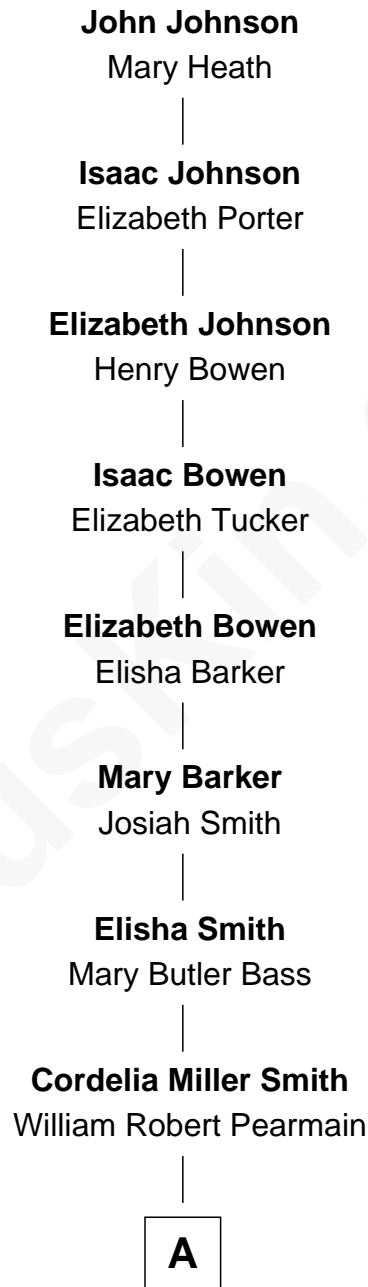 John Johnson
Mary Heath
Isaac Johnson
Elizabeth Porter
Elizabeth Johnson
Henry Bowen
Isaac Bowen
Elizabeth Tucker
Elizabeth Bowen
Elisha Barker
Mary Barker
Josiah Smith
Elisha Smith
Mary Butler Bass
Cordelia Miller Smith
William Robert Pearmain
A